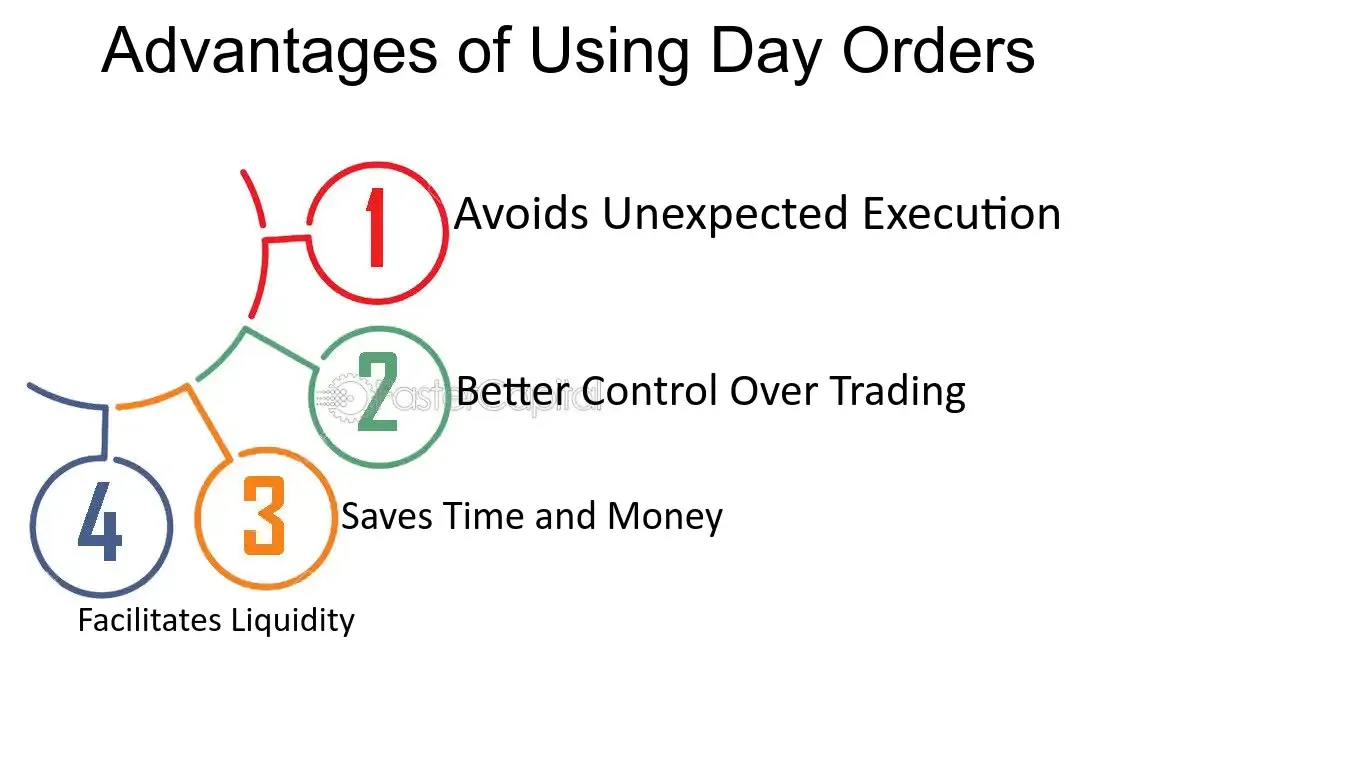 Advantages of Using Day Orders
1
Avoids Unexpected Execution
2
FasterCapital
Better Control Over Trading
3
Saves Time and Money
4
Facilitates Liquidity